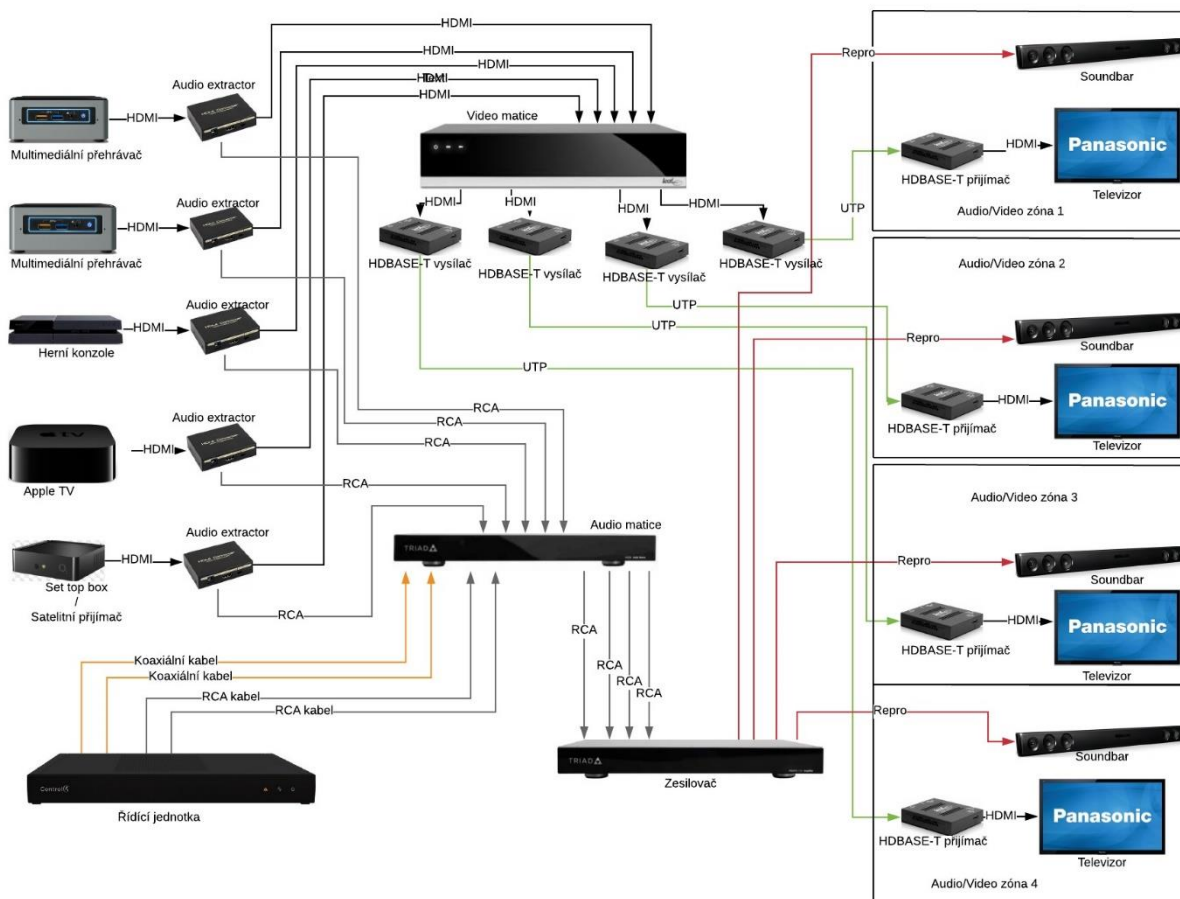 HDMI
HDMI
HDMI
HDMI
Audio extractor
HDMI
Multimediální přehrávač
Video matice
HDMI
HDMI
HDMI
HDMI
HDBASE-T vysílač
HDBASE-T vysílač
HDBASE-T vysílač
HDBASE-T vysílač
Audio extractor
HDMI
Multimediální přehrávač
Audio extractor
HDMI
Herní konzole
Audio extractor
HDMI
tv
Apple TV
Audio extractor
HDMI
Set top box
/
Satelitní přijímač
UTP
UTP
UTP
UTP
RCA
RCA
RCA
RCA
RCA
Audio matice
TRIAD
Koaxiální kabel
Koaxiální kabel
RCA kabel
RCA kabel
RCA
RCA
RCA
RCA
Control4
Řídící jednotka
TRIAD
Zesilovač
Repro
Soundbar
HDMI
Panasonic
HDBASE-T přijímač
Televizor
Audio/Video zóna 1
Audio/Video zóna 2
Repro
Soundbar
HDMI
Panasonic
HDBASE-T přijímač
Televizor
Audio/Video zóna 3
Repro
Soundbar
HDMI
Panasonic
HDBASE-T přijímač
Televizor
Repro
Soundbar
HDMI
Panasonic
HDBASE-T přijímač
Televizor
Audio/Video zóna 4